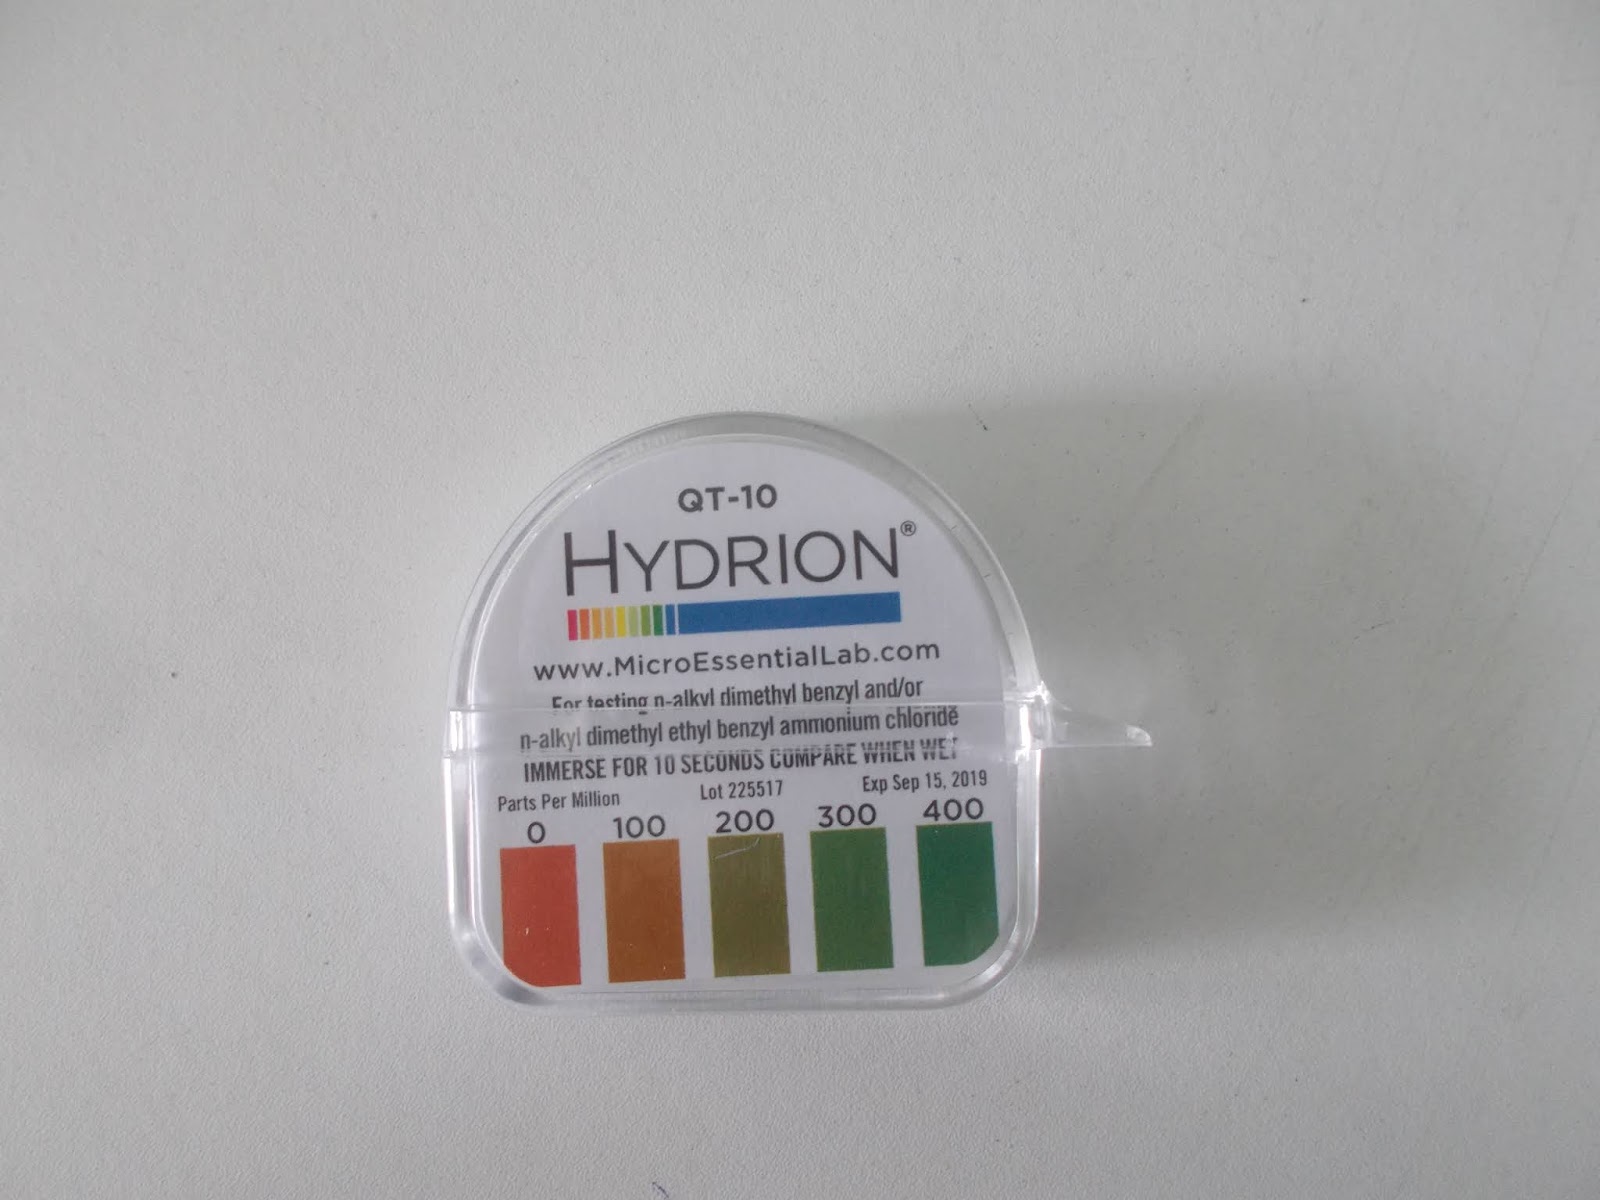 QT-10
HYDRION®
www.MicroEssentialLab.com
For testing n-alkyl dimethyl benzyl and/or
n-alkyl dimethyl ethyl benzyl ammonium chloride
IMMERSE FOR 10 SECONDS COMPARE WHEN WET
Parts Per Million Lot 225517 Exp Sep 15, 2019
0 100 200 300 400